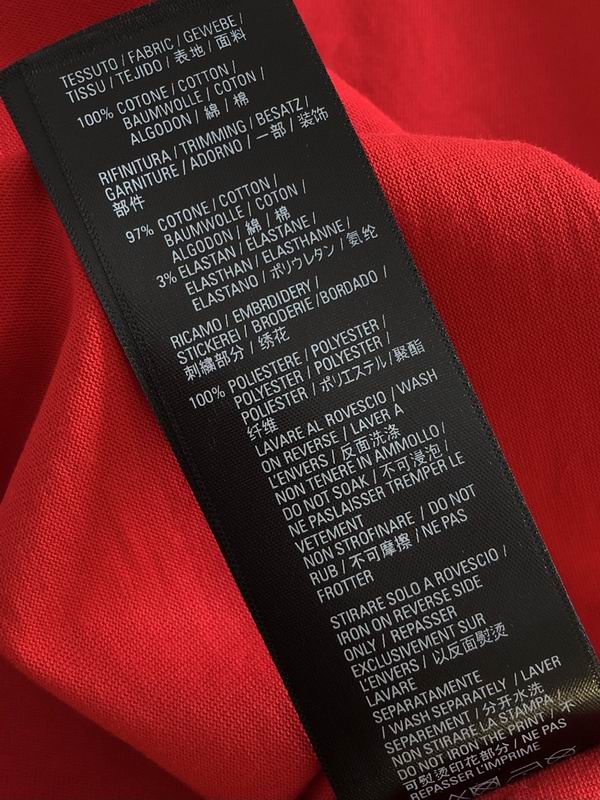 TESSUTO / FABRIC / GEWEBE /
TISSU / TEJIDO / 表地 / 面料
100% COTONE / COTTON /
BAUMWOLLE / COTON /
ALGODON / 綿 / 棉
RIFINITURA / TRIMMING / BESATZ /
GARNITURE / ADORNO / 一部 / 装饰
部件
97% COTONE / COTTON /
BAUMWOLLE / COTON /
ALGODON / 綿 / 棉
3% ELASTAN / ELASTANE /
ELASTHAN / ELASTHANNE /
ELASTANO / ポリウレタン / 氨纶
RICAMO / EMBRDIDERY /
STICKEREI / BRODERIE /BORDADO /
刺繍部分 / 绣花
100% POLIESTERE / POLYESTER /
POLYESTER / POLYESTER /
POLIESTER / ポリエステル / 聚酯
纤维
LAVARE AL ROVESCIO / WASH
ON REVERSE / LAVER A
L'ENVERS / 反面洗涤
NON TENERE IN AMMOLLO /
DO NOT SOAK / 不可浸泡 /
NE PASLAISSER TREMPER LE
VETEMENT
NON STROFINARE / DO NOT
RUB / 不可摩擦 / NE PAS
FROTTER
STIRARE SOLO A ROVESCIO /
IRON ON REVERSE SIDE
ONLY / REPASSER
EXCLUSIVEMENT SUR
L'ENVERS / 以反面熨烫
LAVARE
SEPARATAMENTE
/ WASH SEPARATELY / LAVER
SEPAREMENT / 分开水洗
NON STIRARE LA STAMPA /
DO NOT IRON THE PRINT / 不
可熨烫印花部分 / NE PAS
REPASSER L'IMPRIME